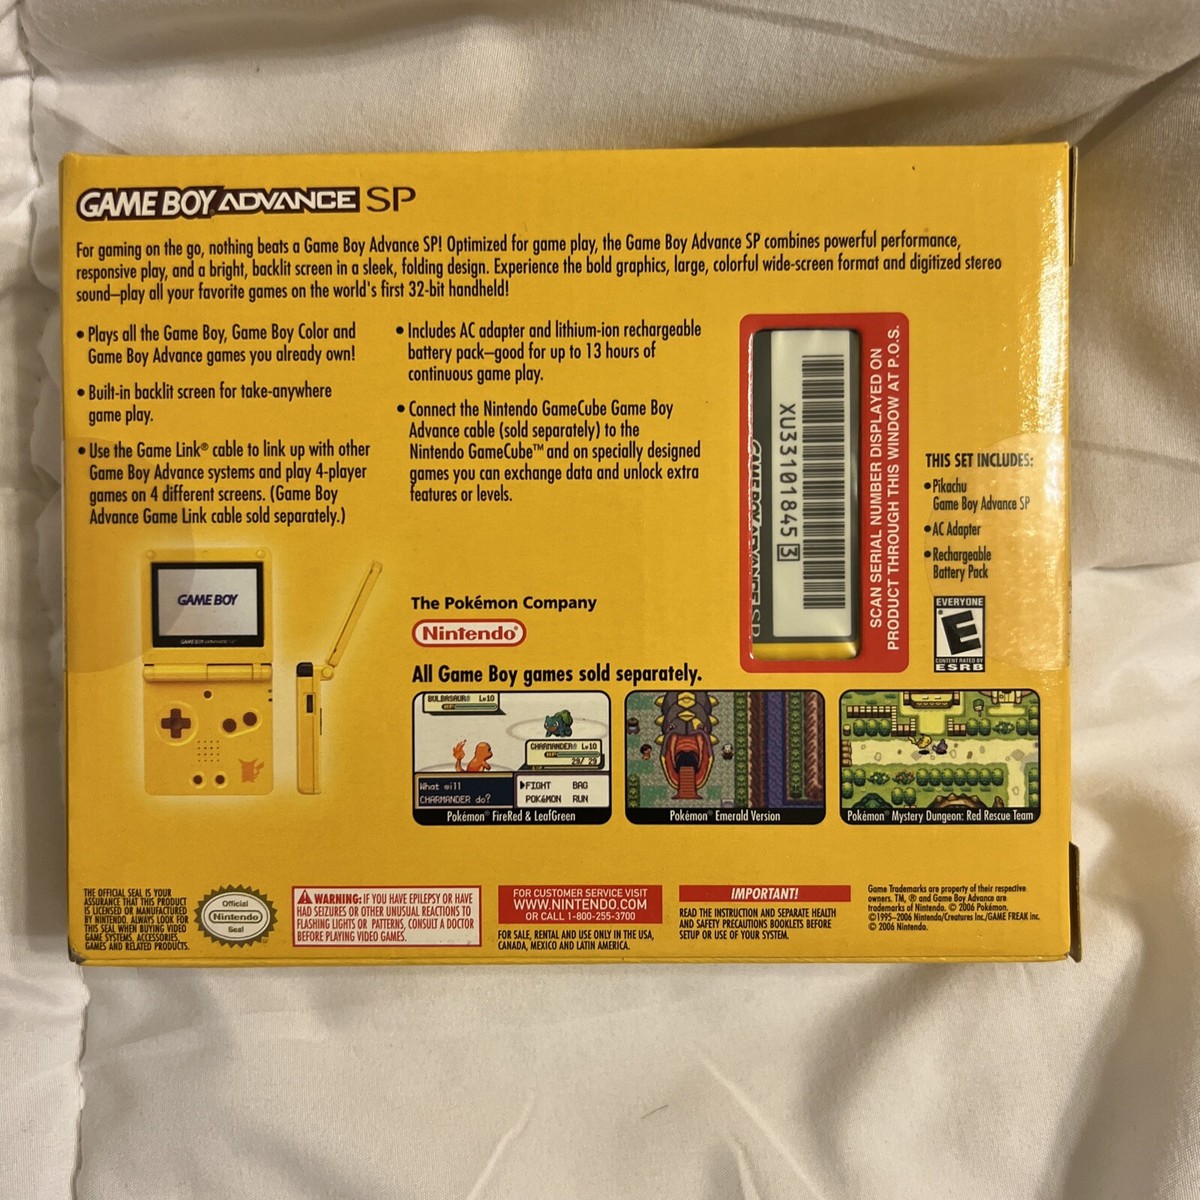 GAME BOY ADVANCE SP
For gaming on the go, nothing beats a Game Boy Advance SP! Optimized for game play, the Game Boy Advance SP combines powerful performance,
responsive play, and a bright, backlit screen in a sleek, folding design. Experience the bold graphics, large, colorful wide-screen format and digitized stereo
sound—play all your favorite games on the world's first 32-bit handheld!
• Plays all the Game Boy, Game Boy Color and
Game Boy Advance games you already own!
• Built-in backlit screen for take-anywhere
game play.
• Use the Game Link® cable to link up with other
Game Boy Advance systems and play 4-player
games on 4 different screens. (Game Boy
Advance Game Link cable sold separately.)
• Includes AC adapter and lithium-ion rechargeable
battery pack—good for up to 13 hours of
continuous game play.
• Connect the Nintendo GameCube Game Boy
Advance cable (sold separately) to the
Nintendo GameCube™ and on specially designed
games you can exchange data and unlock extra
features or levels.
XU33101845 3
GAME BOY ADVANCE SP
SCAN SERIAL NUMBER DISPLAYED ON
PRODUCT THROUGH THIS WINDOW AT P.O.S.
THIS SET INCLUDES:
• Pikachu
Game Boy Advance SP
• AC Adapter
• Rechargeable
Battery Pack
EVERYONE
E
CONTENT RATED BY
ESRB
GAME BOY
GAME BOY ADVANCE SP
The Pokémon Company
Nintendo®
All Game Boy games sold separately.
BULBASAUR Lv10
HP
CHARMANDER Lv10
HP
29/ 29
What will
CHARMANDER do?
▶FIGHT BAG
POKéMON RUN
Pokémon® FireRed & LeafGreen
Pokémon® Emerald Version
Pokémon® Mystery Dungeon: Red Rescue Team
THE OFFICIAL SEAL IS YOUR
ASSURANCE THAT THIS PRODUCT
IS LICENSED OR MANUFACTURED
BY NINTENDO. ALWAYS LOOK FOR
THIS SEAL WHEN BUYING VIDEO
GAME SYSTEMS, ACCESSORIES,
GAMES AND RELATED PRODUCTS.
Official
Nintendo
Seal
WARNING: IF YOU HAVE EPILEPSY OR HAVE
HAD SEIZURES OR OTHER UNUSUAL REACTIONS TO
FLASHING LIGHTS OR PATTERNS, CONSULT A DOCTOR
BEFORE PLAYING VIDEO GAMES.
FOR CUSTOMER SERVICE VISIT
WWW.NINTENDO.COM
OR CALL 1-800-255-3700
FOR SALE, RENTAL AND USE ONLY IN THE USA,
CANADA, MEXICO AND LATIN AMERICA.
IMPORTANT!
READ THE INSTRUCTION AND SEPARATE HEALTH
AND SAFETY PRECAUTIONS BOOKLETS BEFORE
SETUP OR USE OF YOUR SYSTEM.
Game Trademarks are property of their respective
owners. TM, ® and Game Boy Advance are
trademarks of Nintendo. © 2006 Pokémon.
©1995–2006 Nintendo/Creatures Inc./GAME FREAK inc.
© 2006 Nintendo.